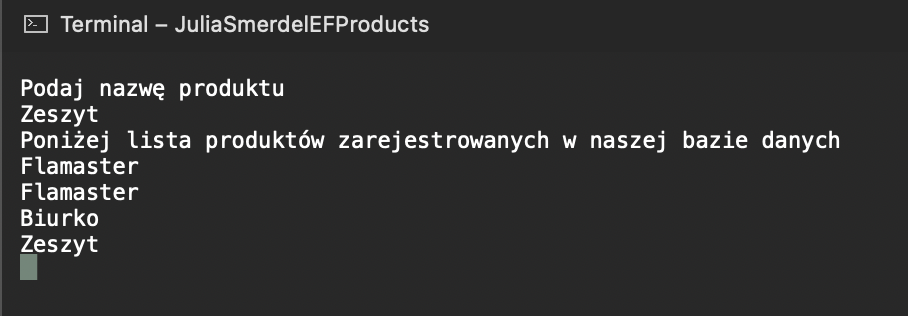 Terminal – JuliaSmerdelEFProducts
Podaj nazwę produktu
Zeszyt
Poniżej lista produktów zarejestrowanych w naszej bazie danych
Flamaster
Flamaster
Biurko
Zeszyt